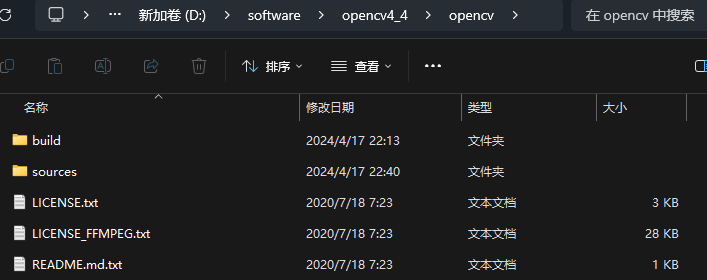 新加卷 (D:) > software > opencv4_4 > opencv > 在 opencv 中搜索
排序 查看 ...
名称 修改日期 类型 大小
build 2024/4/17 22:13 文件夹
sources 2024/4/17 22:40 文件夹
LICENSE.txt 2020/7/18 7:23 文本文档 3 KB
LICENSE_FFMPEG.txt 2020/7/18 7:23 文本文档 28 KB
README.md.txt 2020/7/18 7:23 文本文档 1 KB